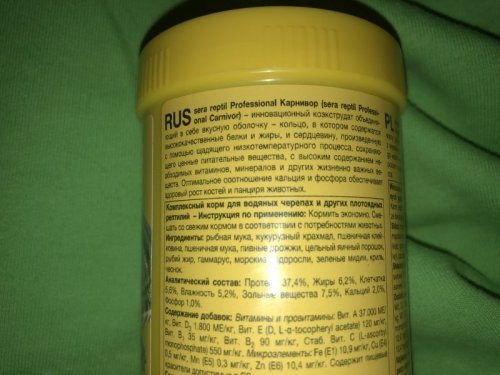 RUS sera reptil Professional Карнивор (sera reptil Professi-
onal Carnivor) – инновационный коэкструдат объединя-
ющий в себе вкусную оболочку – кольцо, в котором содержатся
высококачественные белки и жиры, и сердцевину, произведенную
с помощью щадящего низкотемпературного процесса, сохраняю-
щего ценные питательные вещества, с высоким содержанием не-
обходимых витаминов, минералов и других жизненно важных ве-
ществ. Оптимальное соотношение кальция и фосфора обеспечивает
здоровый рост костей и панциря животных.
Комплексный корм для водяных черепах и других плотоядных
рептилий – Инструкция по применению: Кормить экономно. Сме-
шать со свежим кормом в соответствии с потребностями животных.
Ингредиенты: рыбная мука, кукурузный крахмал, пшеничная клей-
ковина, пшеничная мука, пивные дрожжи, цельный яичный порошок,
рыбий жир, гаммарус, морские водоросли, зеленые мидии, криль,
чеснок.
Аналитический состав: Протеин 37,4%, Жиры 6,2%, Клетчатка
5,6%, Влажность 5,2%, Зольные вещества 7,5%, Кальций 2,0%,
Фосфор 1,0%.
Содержание добавок: Витамины и провитамины: Вит. А 37.000 МЕ/
кг, Вит. D3 1.800 МЕ/кг, Вит. E (D, L-α-tocopheryl acetate) 120 мг/кг,
Вит. B1 35 мг/кг, Вит. B2 90 мг/кг, Стаб. Вит. C (L-ascorbyl
monophosphate) 550 мг/кг. Микроэлементы: Fe (E1) 10,9 мг/кг, Cu (E4)
0,5 мг/кг, Mn (E5) 0,3 мг/кг, Zn (E6) 10,4 мг/кг. Содержит пищевые
PL